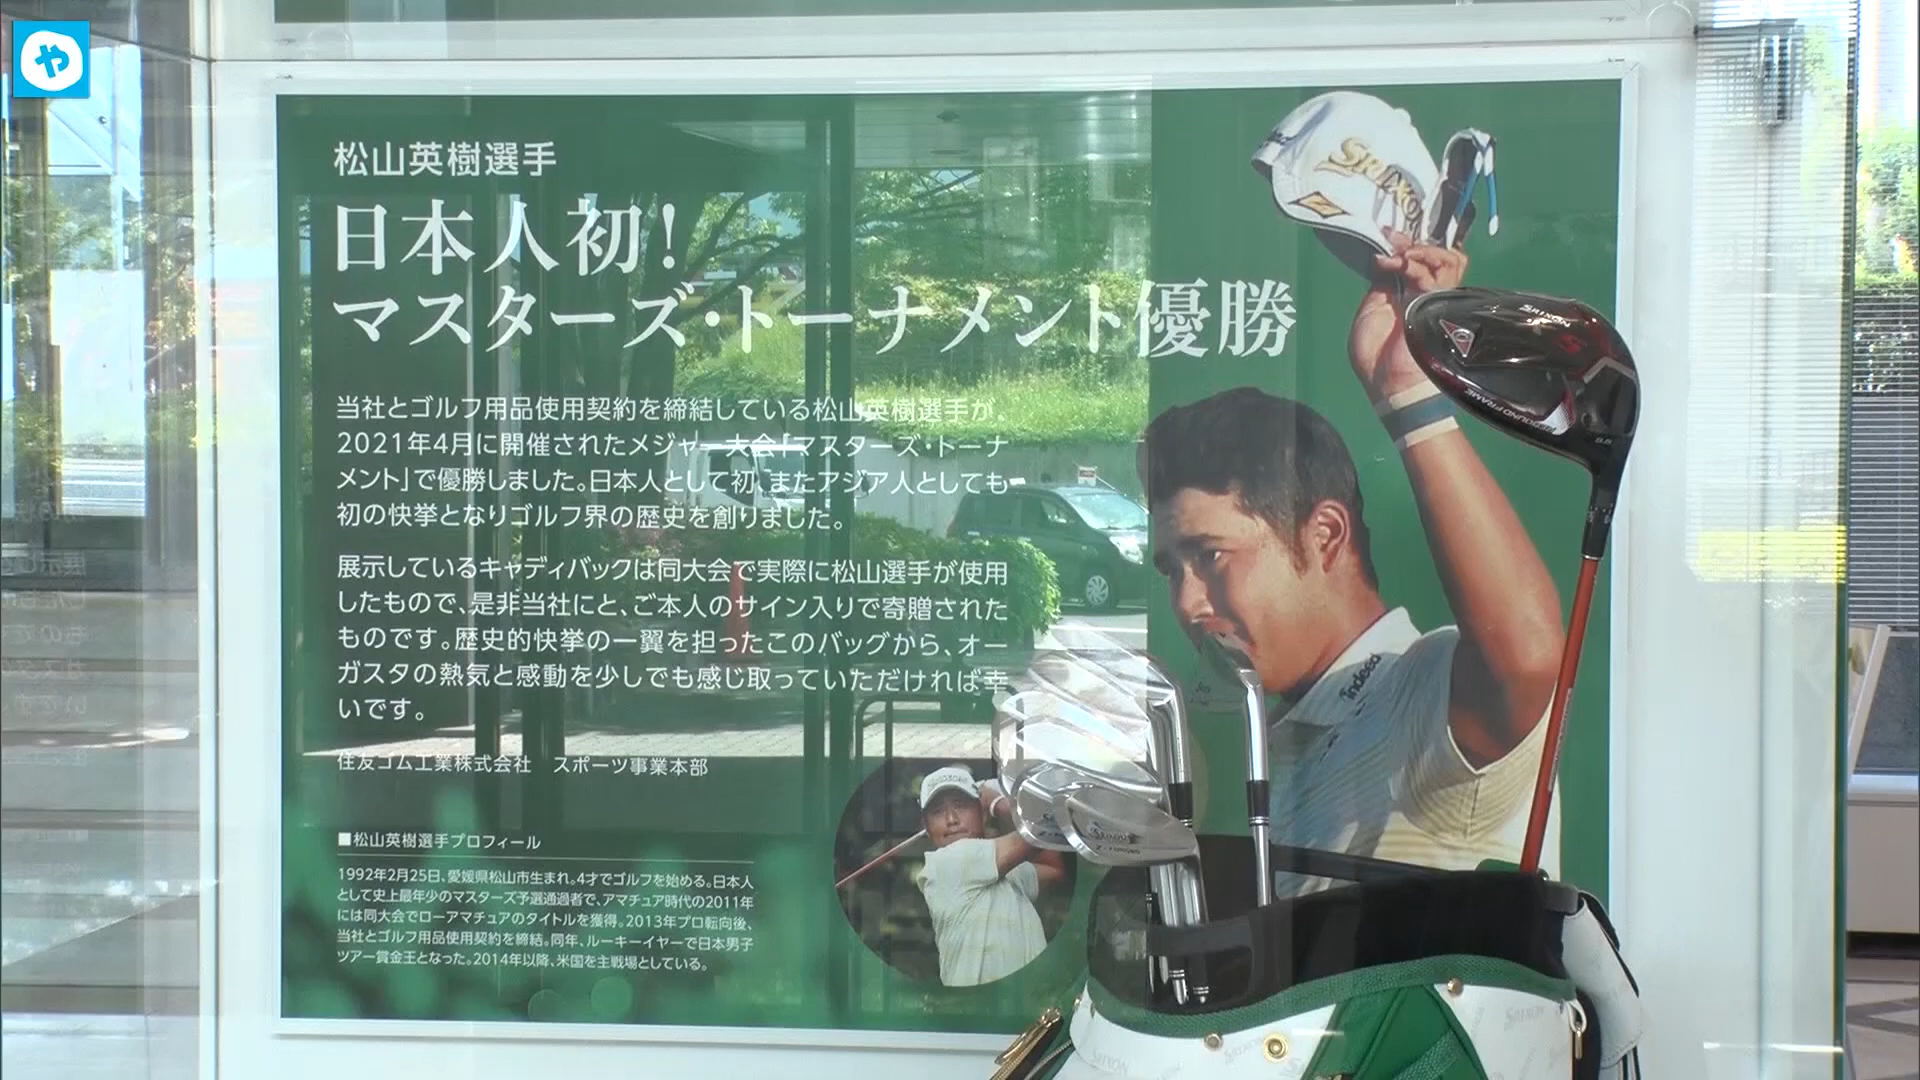 や
松山英樹選手
日本人初!
マスターズ・トーナメント優勝
当社とゴルフ用品使用契約を締結している松山英樹選手が、
2021年4月に開催されたメジャー大会「マスターズ・トーナ
メント」で優勝しました。日本人として初、またアジア人としても
初の快挙となりゴルフ界の歴史を創りました。
展示しているキャディバックは同大会で実際に松山選手が使用
したもので、是非当社にと、ご本人のサイン入りで寄贈された
ものです。歴史的快挙の一翼を担ったこのバッグから、オー
ガスタの熱気と感動を少しでも感じ取っていただければ幸
いです。
住友ゴム工業株式会社 スポーツ事業本部
■松山英樹選手プロフィール
1992年2月25日、愛媛県松山市生まれ。4才でゴルフを始める。日本人
として史上最年少のマスターズ予選通過者で、アマチュア時代の2011年
には同大会でローアマチュアのタイトルを獲得。2013年プロ転向後、
当社とゴルフ用品使用契約を締結。同年、ルーキーイヤーで日本男子
ツアー賞金王となった。2014年以降、米国を主戦場としている。
SRIXON
SRIXON
REBOUND FRAME
indeed
SRIXON
Z-FORGED
SRIXON